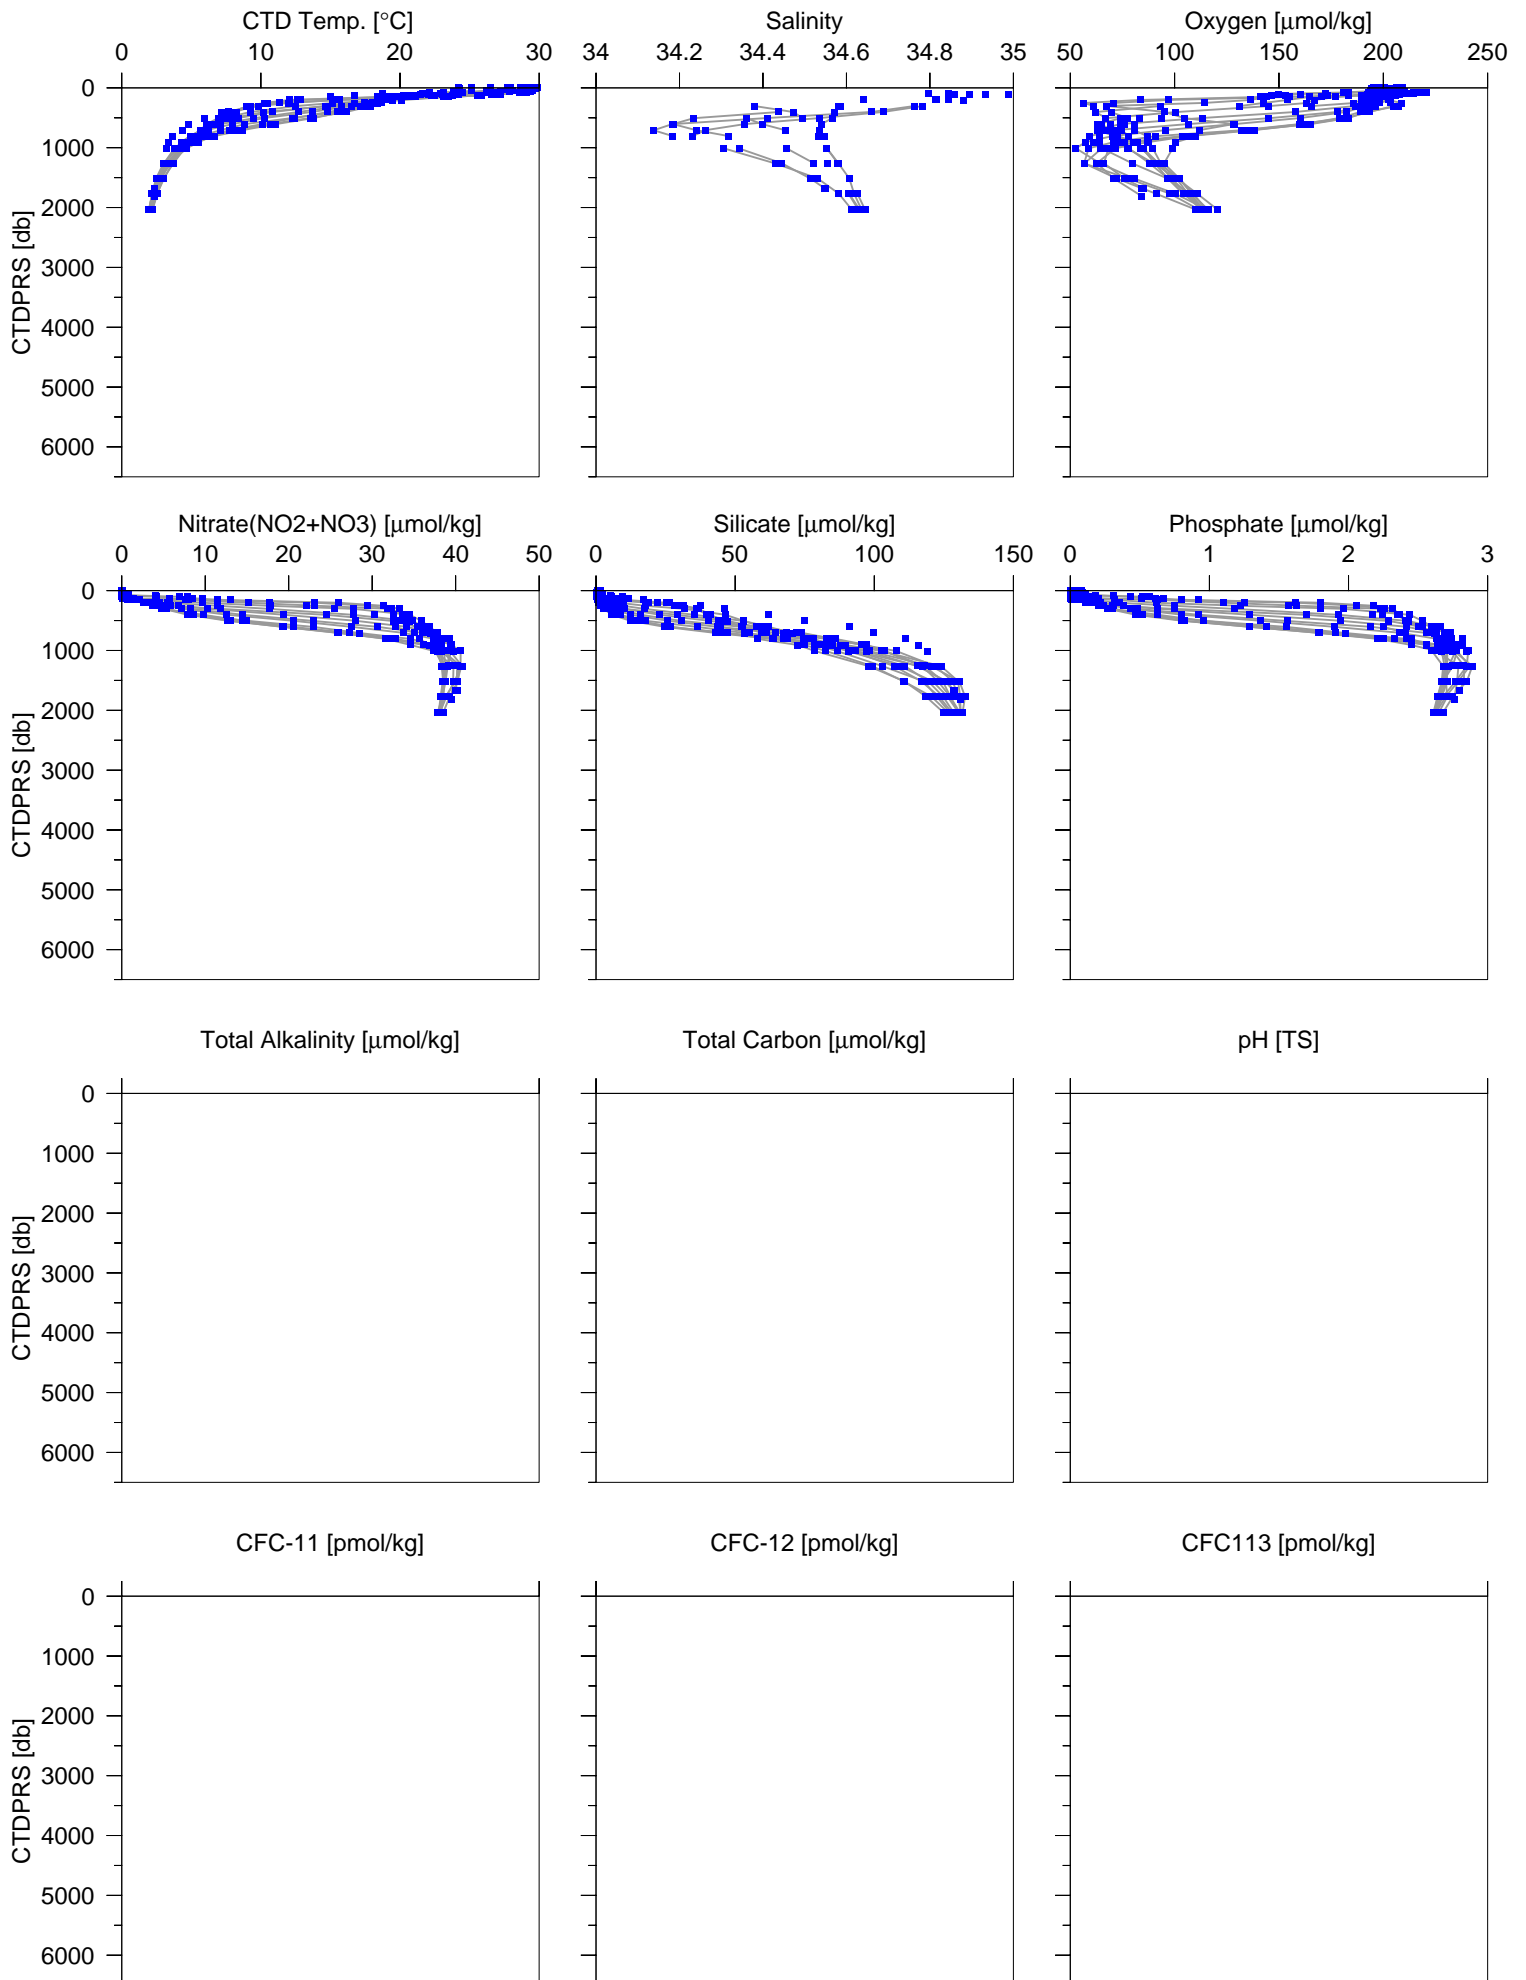 CTD Temp. [°C] Salinity Oxygen [μmol/kg]
0 10 20 30 34 34.2 34.4 34.6 34.8 35 50 100 150 200 250
0
1000
2000
3000
4000
5000
6000
CTDPRS [db]
Nitrate(NO2+NO3) [μmol/kg] Silicate [μmol/kg] Phosphate [μmol/kg]
0 10 20 30 40 50 0 50 100 150 0 1 2 3
0
1000
2000
3000
4000
5000
6000
CTDPRS [db]
Total Alkalinity [μmol/kg] Total Carbon [μmol/kg] pH [TS]
0
1000
2000
3000
4000
5000
6000
CTDPRS [db]
CFC-11 [pmol/kg] CFC-12 [pmol/kg] CFC113 [pmol/kg]
0
1000
2000
3000
4000
5000
6000
CTDPRS [db]